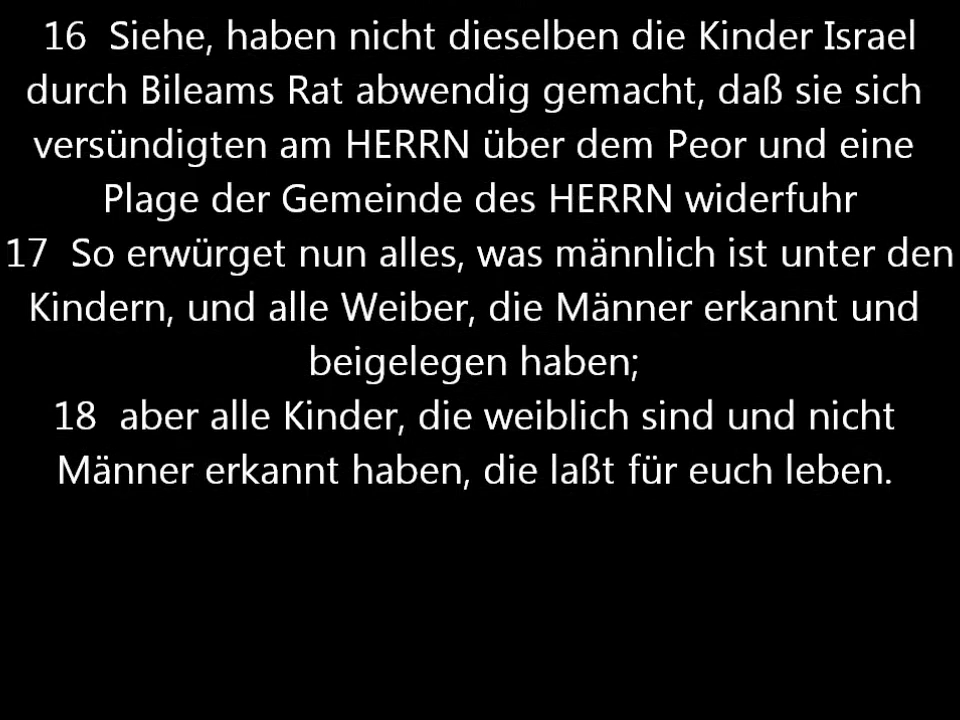 16 Siehe, haben nicht dieselben die Kinder Israel
durch Bileams Rat abwendig gemacht, daß sie sich
versündigten am HERRN über dem Peor und eine
Plage der Gemeinde des HERRN widerfuhr
17 So erwürget nun alles, was männlich ist unter den
Kindern, und alle Weiber, die Männer erkannt und
beigelegen haben;
18 aber alle Kinder, die weiblich sind und nicht
Männer erkannt haben, die laßt für euch leben.